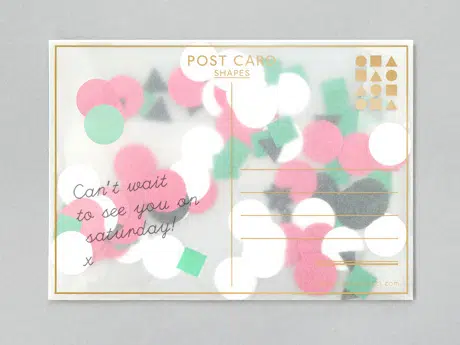 POST CARD
SHAPES
Can't wait
to see you on
saturday!
x